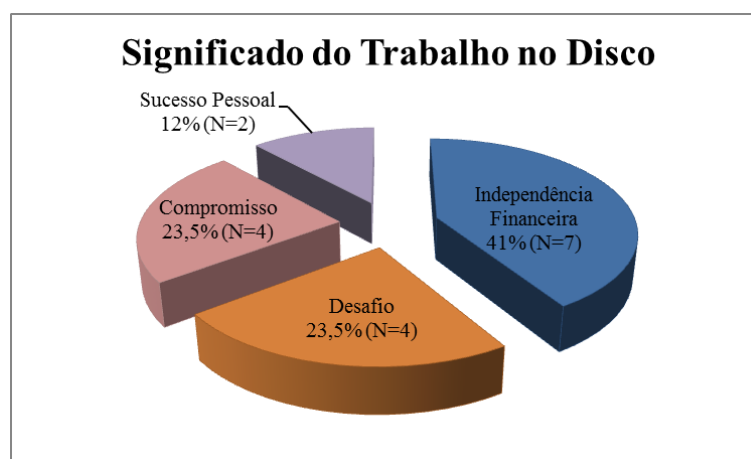 Significado do Trabalho no Disco
Sucesso Pessoal
12% (N=2)
Independência
Financeira
41% (N=7)
Compromisso
23,5% (N=4)
Desafio
23,5% (N=4)